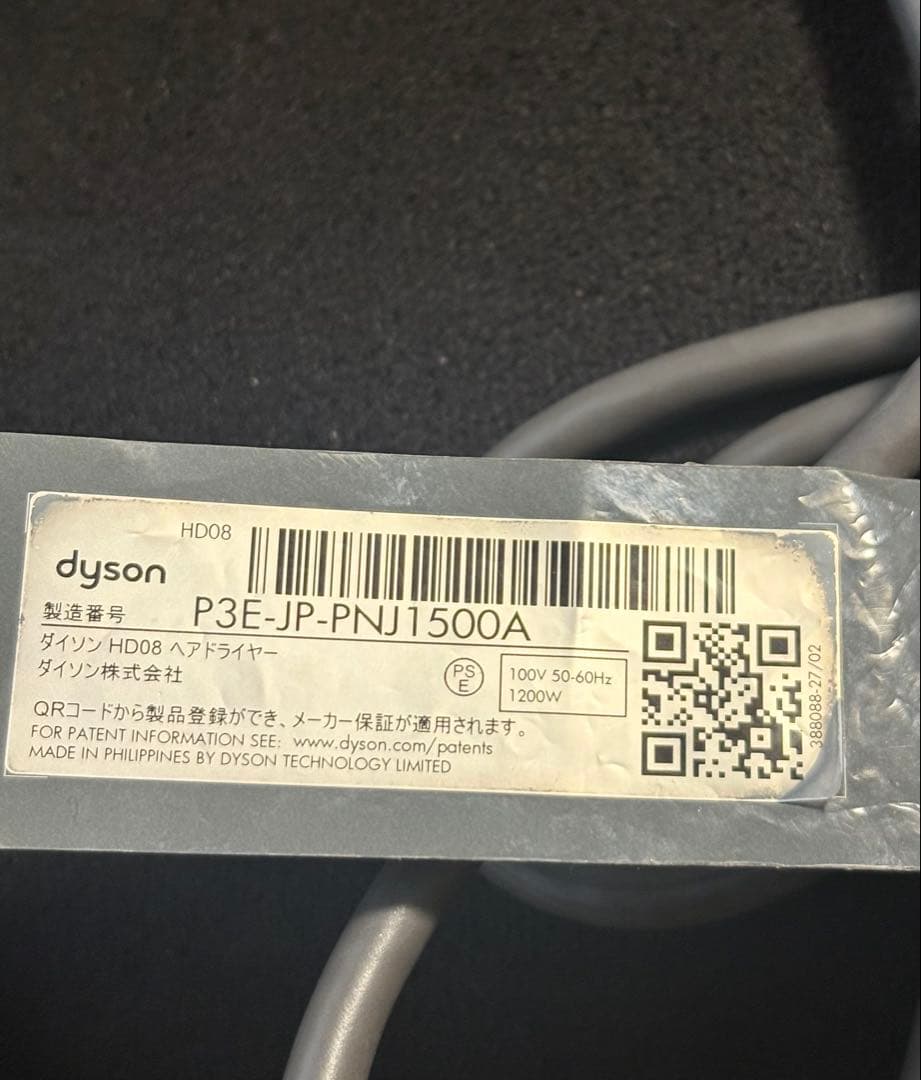 HD08
dyson
製造番号 P3E-JP-PNJ1500A
ダイソン HD08 ヘアドライヤー
ダイソン株式会社
PS
E
100V 50-60Hz
1200W
QRコードから製品登録ができ、メーカー保証が適用されます。
FOR PATENT INFORMATION SEE: www.dyson.com/patents
MADE IN PHILIPPINES BY DYSON TECHNOLOGY LIMITED
388088-27/02